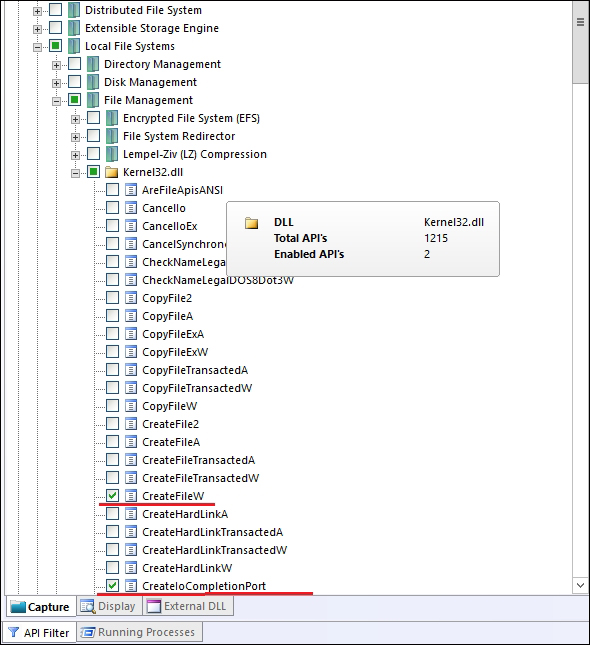 Distributed File System
Extensible Storage Engine
Local File Systems
Directory Management
Disk Management
File Management
Encrypted File System (EFS)
File System Redirector
Lempel-Ziv (LZ) Compression
Kernel32.dll
AreFileApisANSI
CancelIo
CancelIoEx
CancelSynchron
CheckNameLega
CheckNameLegalDOS8Dot3W
DLL Kernel32.dll
Total API's 1215
Enabled API's 2
CopyFile2
CopyFileA
CopyFileExA
CopyFileExW
CopyFileTransactedA
CopyFileTransactedW
CopyFileW
CreateFile2
CreateFileA
CreateFileTransactedA
CreateFileTransactedW
CreateFileW
CreateHardLinkA
CreateHardLinkTransactedA
CreateHardLinkTransactedW
CreateHardLinkW
CreateIoCompletionPort
Capture Display External DLL
API Filter Running Processes